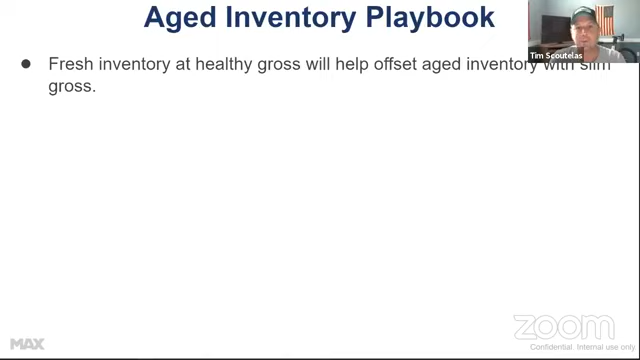 Aged Inventory Playbook
● Fresh inventory at healthy gross will help offset aged inventory with slim
gross.
Tim Scoutelas
MAX
zoom
Confidential Internal use only